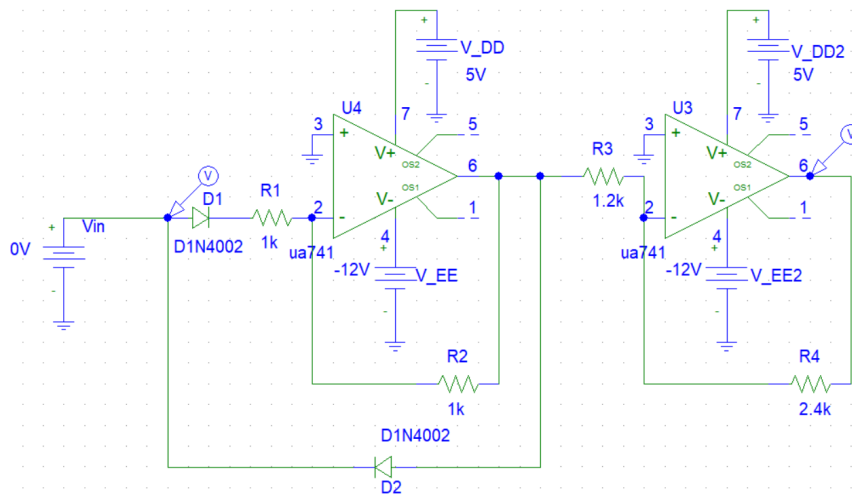 +
V_DD
5V
-
U4
7
3
+
5
V+
OS2
6
OS1
V-
2
-
1
ua741
4
+
-12V
V_EE
-
V
D1
D1N4002
R1
1k
+
Vin
0V
-
R2
1k
D1N4002
D2
R3
1.2k
+
V_DD2
5V
-
U3
7
3
+
5
V+
OS2
6
OS1
V-
2
-
1
ua741
4
+
-12V
V_EE2
-
V
R4
2.4k